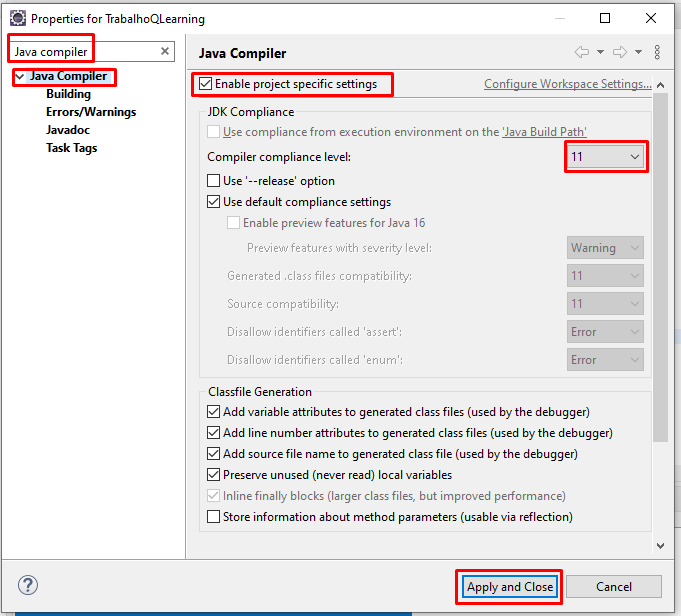 Properties for TrabalhoQLearning
Java compiler
Java Compiler
Building
Errors/Warnings
Javadoc
Task Tags
Java Compiler
Enable project specific settings
Configure Workspace Settings...
JDK Compliance
Use compliance from execution environment on the 'Java Build Path'
Compiler compliance level: 11
Use '--release' option
Use default compliance settings
Enable preview features for Java 16
Preview features with severity level: Warning
Generated .class files compatibility: 11
Source compatibility: 11
Disallow identifiers called 'assert': Error
Disallow identifiers called 'enum': Error
Classfile Generation
Add variable attributes to generated class files (used by the debugger)
Add line number attributes to generated class files (used by the debugger)
Add source file name to generated class file (used by the debugger)
Preserve unused (never read) local variables
Inline finally blocks (larger class files, but improved performance)
Store information about method parameters (usable via reflection)
?
Apply and Close
Cancel